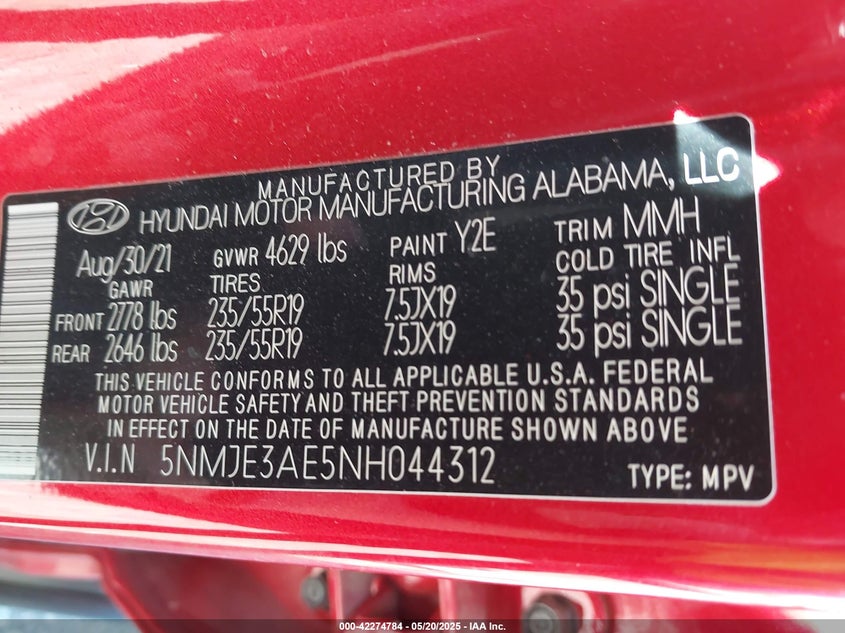 MANUFACTURED BY
HYUNDAI MOTOR MANUFACTURING ALABAMA, LLC
Aug/30/21 GVWR 4629 lbs PAINT Y2E TRIM MMH
GAWR TIRES RIMS COLD TIRE INFL
FRONT 2778 lbs 235/55R19 7.5JX19 35 psi SINGLE
REAR 2646 lbs 235/55R19 7.5JX19 35 psi SINGLE
THIS VEHICLE CONFORMS TO ALL APPLICABLE U.S.A. FEDERAL
MOTOR VEHICLE SAFETY AND THEFT PREVENTION STANDARDS
IN EFFECT ON THE DATE OF MANUFACTURE SHOWN ABOVE
V.I.N 5NMJE3AE5NH044312 TYPE: MPV
000-42274784 — 05/20/2025 — IAA Inc.